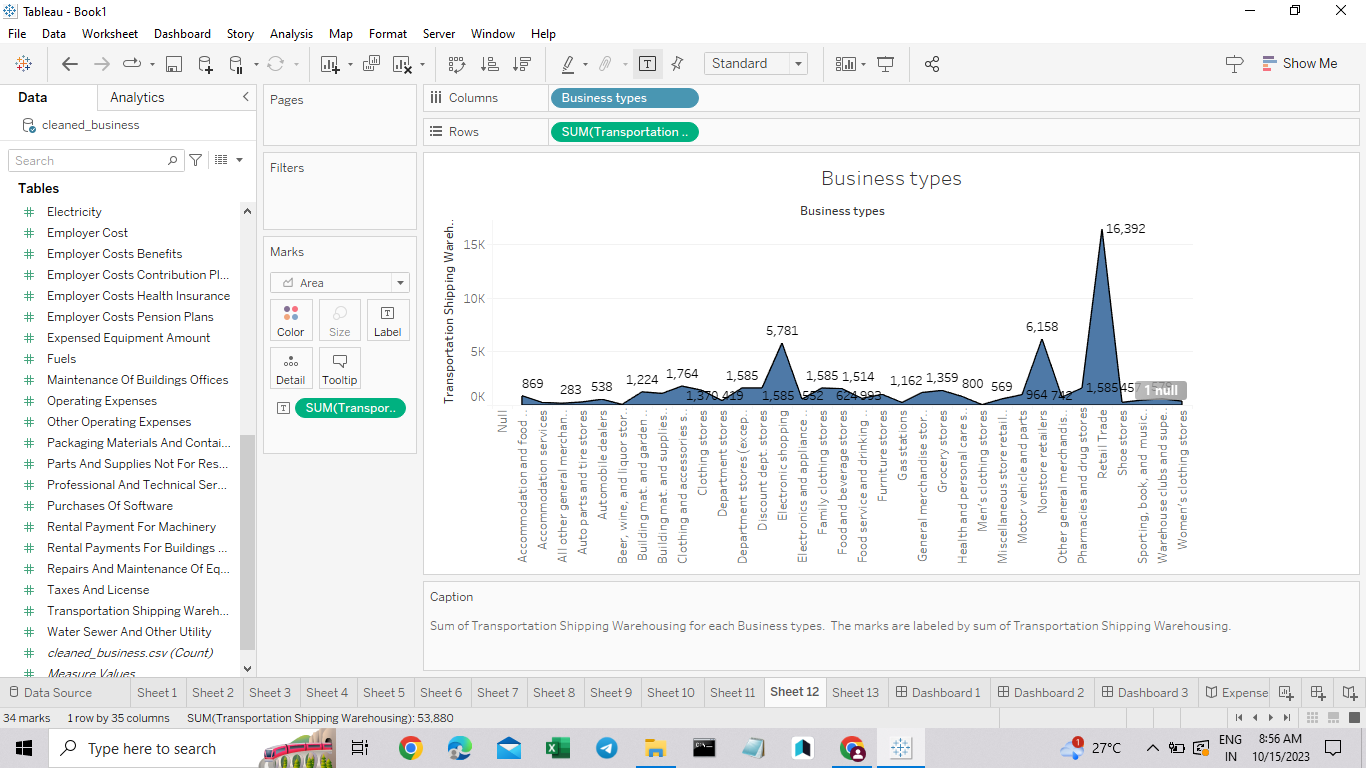 Tableau - Book1
File Data Worksheet Dashboard Story Analysis Map Format Server Window Help
Standard
Show Me
Data Analytics
cleaned_business
Search
Tables
Electricity
Employer Cost
Employer Costs Benefits
Employer Costs Contribution Pl...
Employer Costs Health Insurance
Employer Costs Pension Plans
Expensed Equipment Amount
Fuels
Maintenance Of Buildings Offices
Operating Expenses
Other Operating Expenses
Packaging Materials And Contai...
Parts And Supplies Not For Res...
Professional And Technical Ser...
Purchases Of Software
Rental Payment For Machinery
Rental Payments For Buildings ...
Repairs And Maintenance Of Eq...
Taxes And License
Transportation Shipping Wareh...
Water Sewer And Other Utility
cleaned_business.csv (Count)
Measure Values
Pages
Filters
Marks
Area
Color Size Label
Detail Tooltip
SUM(Transpor..
Columns Business types
Rows SUM(Transportation ..
Business types
Business types
Transportation Shipping Wareh..
15K
10K
5K
0K
869
283
538
1,224
1,764
1,370
419
1,585
1,585
5,781
552
1,585
1,514
624
993
1,162
1,359
800
569
964
6,158
742
1,585
16,392
457
1 null
Null
Accommodation and food ..
Accommodation services
All other general merchan..
Auto parts and tire stores
Automobile dealers
Beer, wine, and liquor stor..
Building mat. and garden ..
Building mat. and supplies..
Clothing and accessories ..
Clothing stores
Department stores
Department stores (excep..
Discount dept. stores
Electronic shopping
Electronics and appliance ..
Family clothing stores
Food and beverage stores
Food service and drinking ..
Furniture stores
Gas stations
General merchandise stor..
Grocery stores
Health and personal care s..
Men's clothing stores
Miscellaneous store retail..
Motor vehicle and parts
Nonstore retailers
Other general merchandis..
Pharmacies and drug stores
Retail Trade
Shoe stores
Sporting, book, and music..
Warehouse clubs and supe..
Women's clothing stores
Caption
Sum of Transportation Shipping Warehousing for each Business types. The marks are labeled by sum of Transportation Shipping Warehousing.
Data Source Sheet 1 Sheet 2 Sheet 3 Sheet 4 Sheet 5 Sheet 6 Sheet 7 Sheet 8 Sheet 9 Sheet 10 Sheet 11 Sheet 12 Sheet 13 Dashboard 1 Dashboard 2 Dashboard 3 Expense
34 marks 1 row by 35 columns SUM(Transportation Shipping Warehousing): 53,880
Type here to search
1
27°C
ENG
IN
8:56 AM
10/15/2023